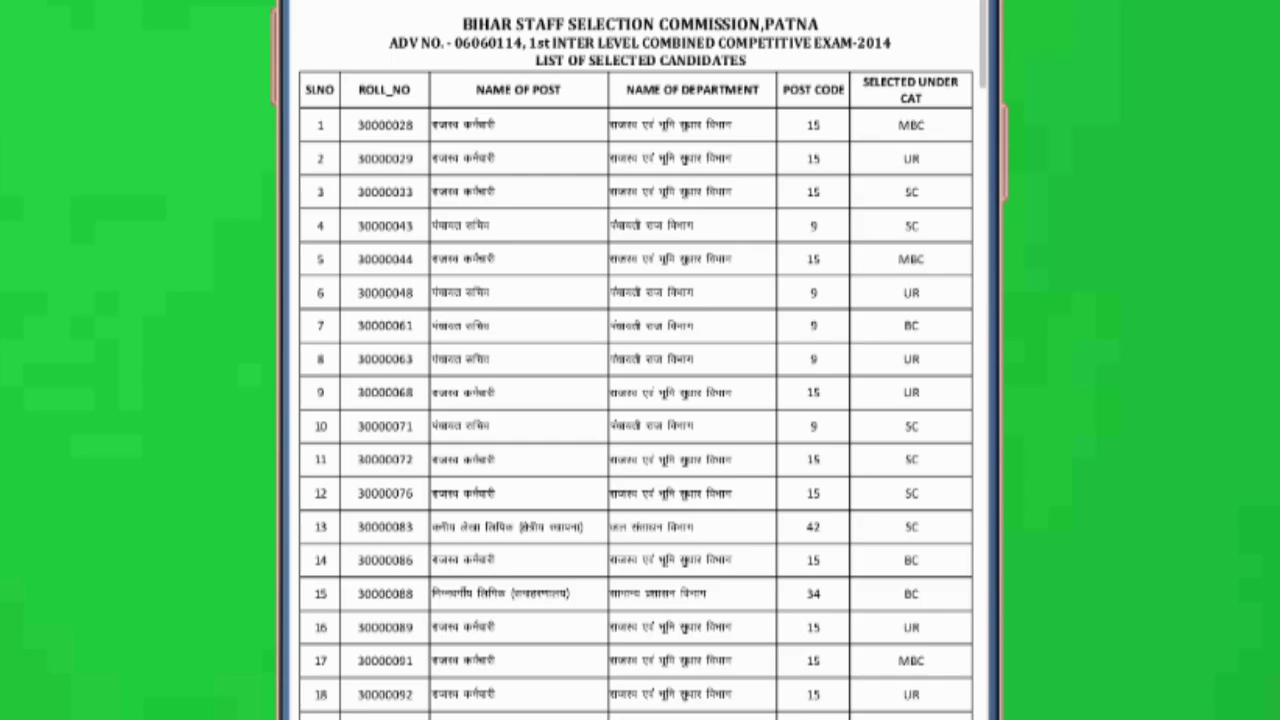 BIHAR STAFF SELECTION COMMISSION,PATNA
ADV NO. - 06060114, 1st INTER LEVEL COMBINED COMPETITIVE EXAM-2014
LIST OF SELECTED CANDIDATES
SLNO ROLL_NO NAME OF POST NAME OF DEPARTMENT POST CODE SELECTED UNDER CAT
1 30000028 राजस्व कर्मचारी राजस्व एवं भूमि सुधार विभाग 15 MBC
2 30000029 राजस्व कर्मचारी राजस्व एवं भूमि सुधार विभाग 15 UR
3 30000033 राजस्व कर्मचारी राजस्व एवं भूमि सुधार विभाग 15 SC
4 30000043 पंचायत सचिव पंचायती राज विभाग 9 SC
5 30000044 राजस्व कर्मचारी राजस्व एवं भूमि सुधार विभाग 15 MBC
6 30000048 पंचायत सचिव पंचायती राज विभाग 9 UR
7 30000061 पंचायत सचिव पंचायती राज विभाग 9 BC
8 30000063 पंचायत सचिव पंचायती राज विभाग 9 UR
9 30000068 राजस्व कर्मचारी राजस्व एवं भूमि सुधार विभाग 15 UR
10 30000071 पंचायत सचिव पंचायती राज विभाग 9 SC
11 30000072 राजस्व कर्मचारी राजस्व एवं भूमि सुधार विभाग 15 SC
12 30000076 राजस्व कर्मचारी राजस्व एवं भूमि सुधार विभाग 15 SC
13 30000083 कनीय लेखा लिपिक (क्षेत्रीय स्थापना) जल संसाधन विभाग 42 SC
14 30000086 राजस्व कर्मचारी राजस्व एवं भूमि सुधार विभाग 15 BC
15 30000088 निम्नवर्गीय लिपिक (समाहरणालय) सामान्य प्रशासन विभाग 34 BC
16 30000089 राजस्व कर्मचारी राजस्व एवं भूमि सुधार विभाग 15 UR
17 30000091 राजस्व कर्मचारी राजस्व एवं भूमि सुधार विभाग 15 MBC
18 30000092 राजस्व कर्मचारी राजस्व एवं भूमि सुधार विभाग 15 UR